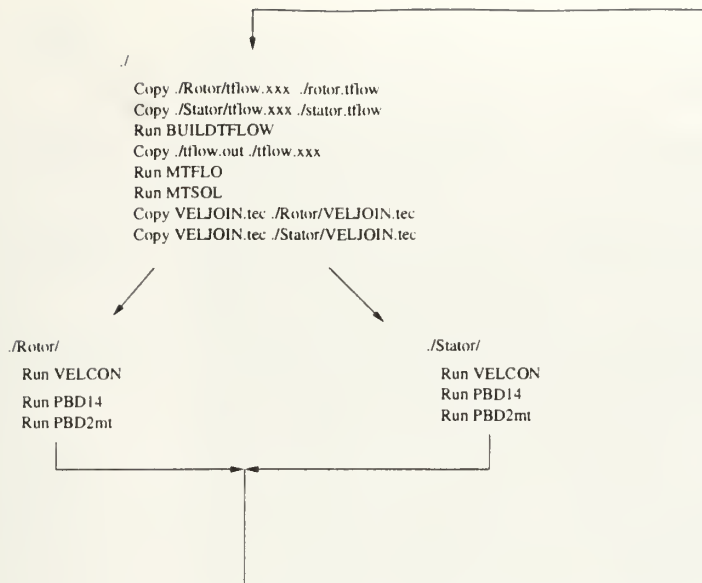 ./
Copy ./Rotor/tflow.xxx ./rotor.tflow
Copy ./Stator/tflow.xxx ./stator.tflow
Run BUILDTFLOW
Copy ./tflow.out ./tflow.xxx
Run MTFLO
Run MTSOL
Copy VELJOIN.tec ./Rotor/VELJOIN.tec
Copy VELJOIN.tec ./Stator/VELJOIN.tec
./Rotor/
Run VELCON
Run PBD14
Run PBD2mt
./Stator/
Run VELCON
Run PBD14
Run PBD2mt